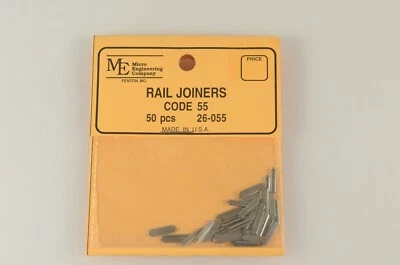 ME Micro
Engineering
Company
FENTON, MO
PRICE
RAIL JOINERS
CODE 55
50 pcs 26-055
MADE IN U.S.A.